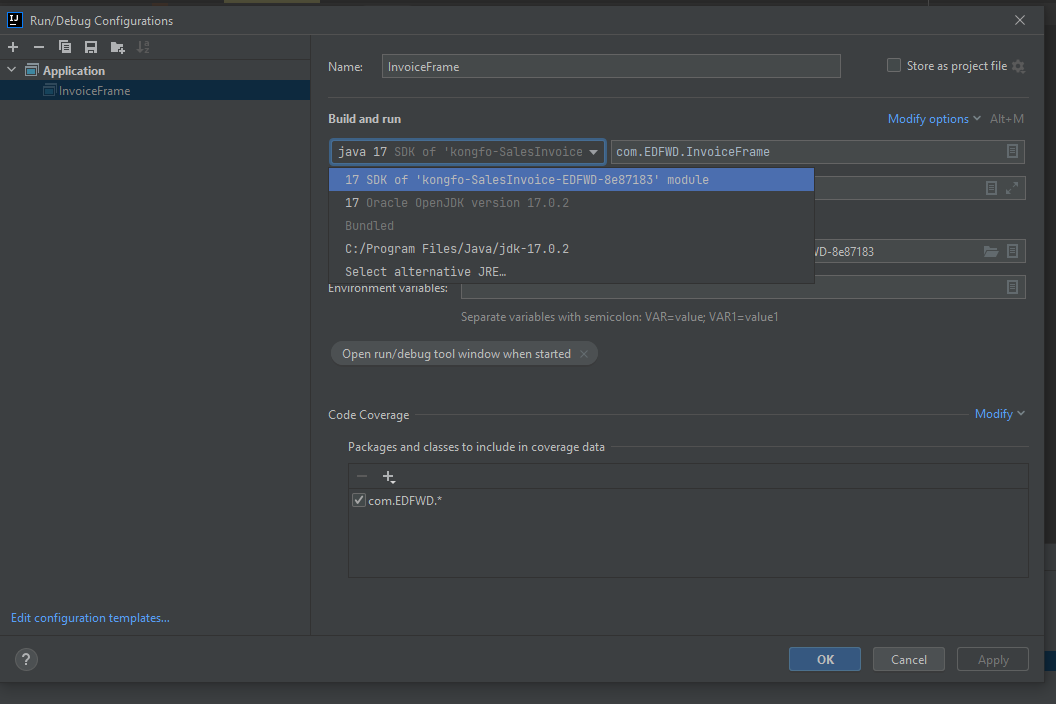 IJ
Run/Debug Configurations
Application
InvoiceFrame
Name:
InvoiceFrame
Store as project file
Build and run
Modify options
Alt+M
java 17 SDK of 'kongfo-SalesInvoice
com.EDFWD.InvoiceFrame
17 SDK of 'kongfo-SalesInvoice-EDFWD-8e87183' module
17 Oracle OpenJDK version 17.0.2
Bundled
C:/Program Files/Java/jdk-17.0.2
Select alternative JRE…
WD-8e87183
Environment variables:
Separate variables with semicolon: VAR=value; VAR1=value1
Open run/debug tool window when started
Code Coverage
Modify
Packages and classes to include in coverage data
com.EDFWD.*
Edit configuration templates...
?
OK
Cancel
Apply